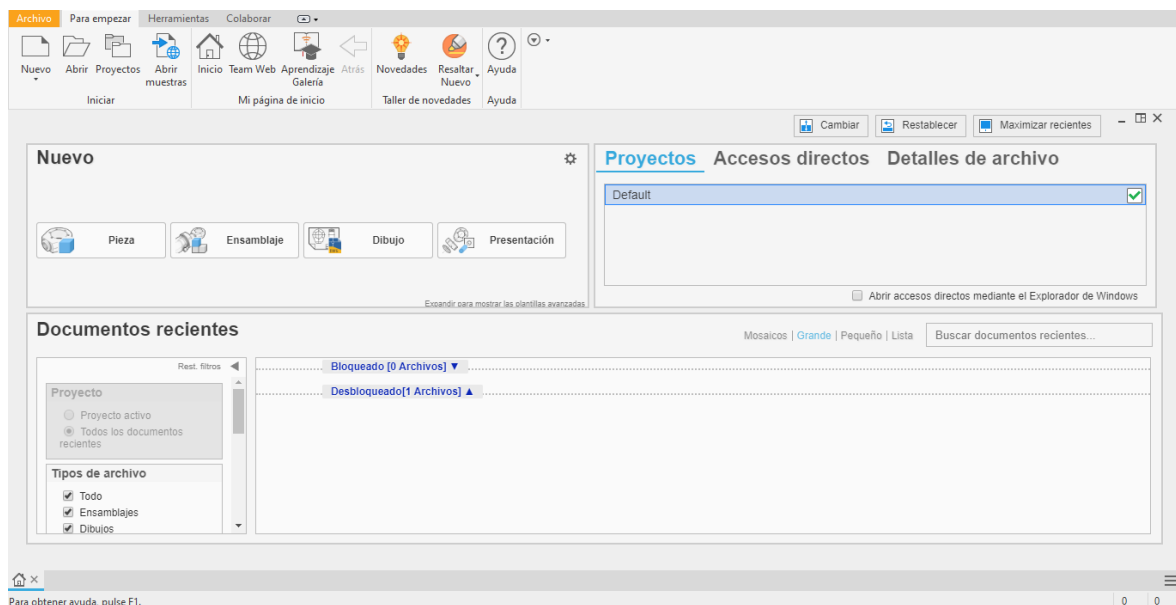 Archivo Para empezar Herramientas Colaborar
Nuevo Abrir Proyectos Abrir muestras Inicio Team Web Aprendizaje Galería Atrás Novedades Resaltar Nuevo Ayuda
Iniciar Mi página de inicio Taller de novedades Ayuda
Cambiar Restablecer Maximizar recientes
Nuevo
Pieza Ensamblaje Dibujo Presentación
Expandir para mostrar las plantillas avanzadas
Proyectos Accesos directos Detalles de archivo
Default
Abrir accesos directos mediante el Explorador de Windows
Documentos recientes
Mosaicos | Grande | Pequeño | Lista Buscar documentos recientes...
Rest. filtros
Proyecto
Proyecto activo
Todos los documentos
recientes
Tipos de archivo
Todo
Ensamblajes
Dibujos
Bloqueado [0 Archivos] ▼
Desbloqueado[1 Archivos] ▲
Para obtener ayuda, pulse F1. 0 0